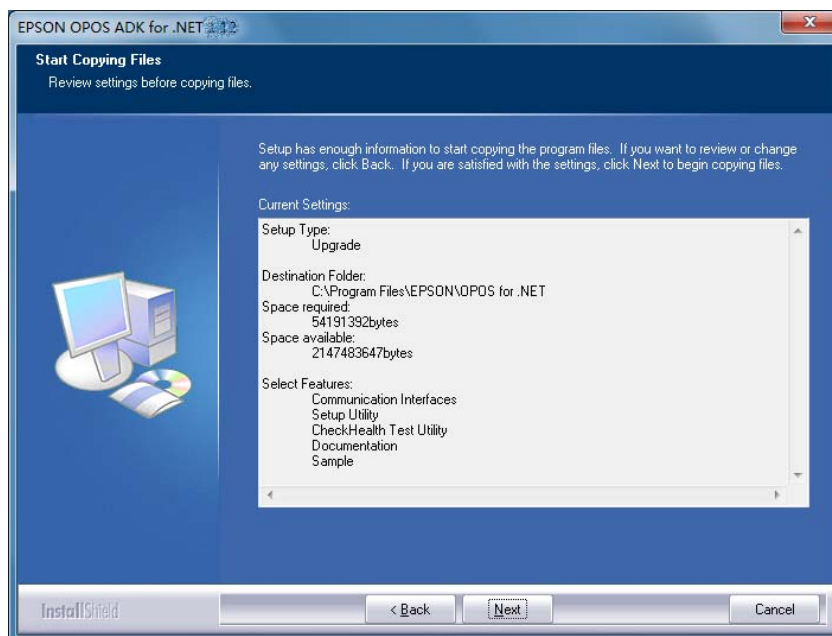 EPSON OPOS ADK for .NET
Start Copying Files
Review settings before copying files.
Setup has enough information to start copying the program files. If you want to review or change
any settings, click Back. If you are satisfied with the settings, click Next to begin copying files.
Current Settings:
Setup Type:
Upgrade
Destination Folder:
C:\Program Files\EPSON\OPOS for .NET
Space required:
54191392bytes
Space available:
2147483647bytes
Select Features:
Communication Interfaces
Setup Utility
CheckHealth Test Utility
Documentation
Sample
InstallShield
< Back
Next
Cancel